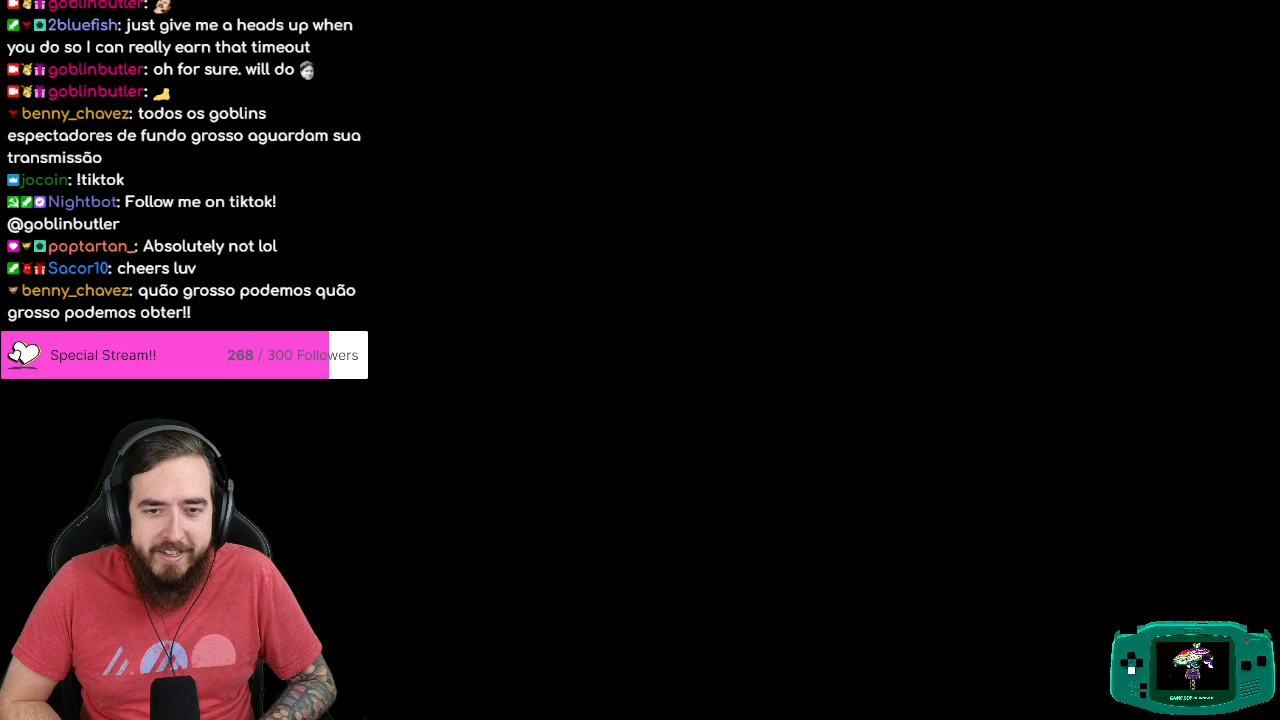 goblinbutler:
2bluefish: just give me a heads up when
you do so I can really earn that timeout
goblinbutler: oh for sure. will do
goblinbutler:
benny_chavez: todos os goblins
espectadores de fundo grosso aguardam sua
transmissão
jocoin: !tiktok
Nightbot: Follow me on tiktok!
@goblinbutler
poptartan_: Absolutely not lol
Sacor10: cheers luv
benny_chavez: quão grosso podemos quão
grosso podemos obter!!
Special Stream!! 268 / 300 Followers